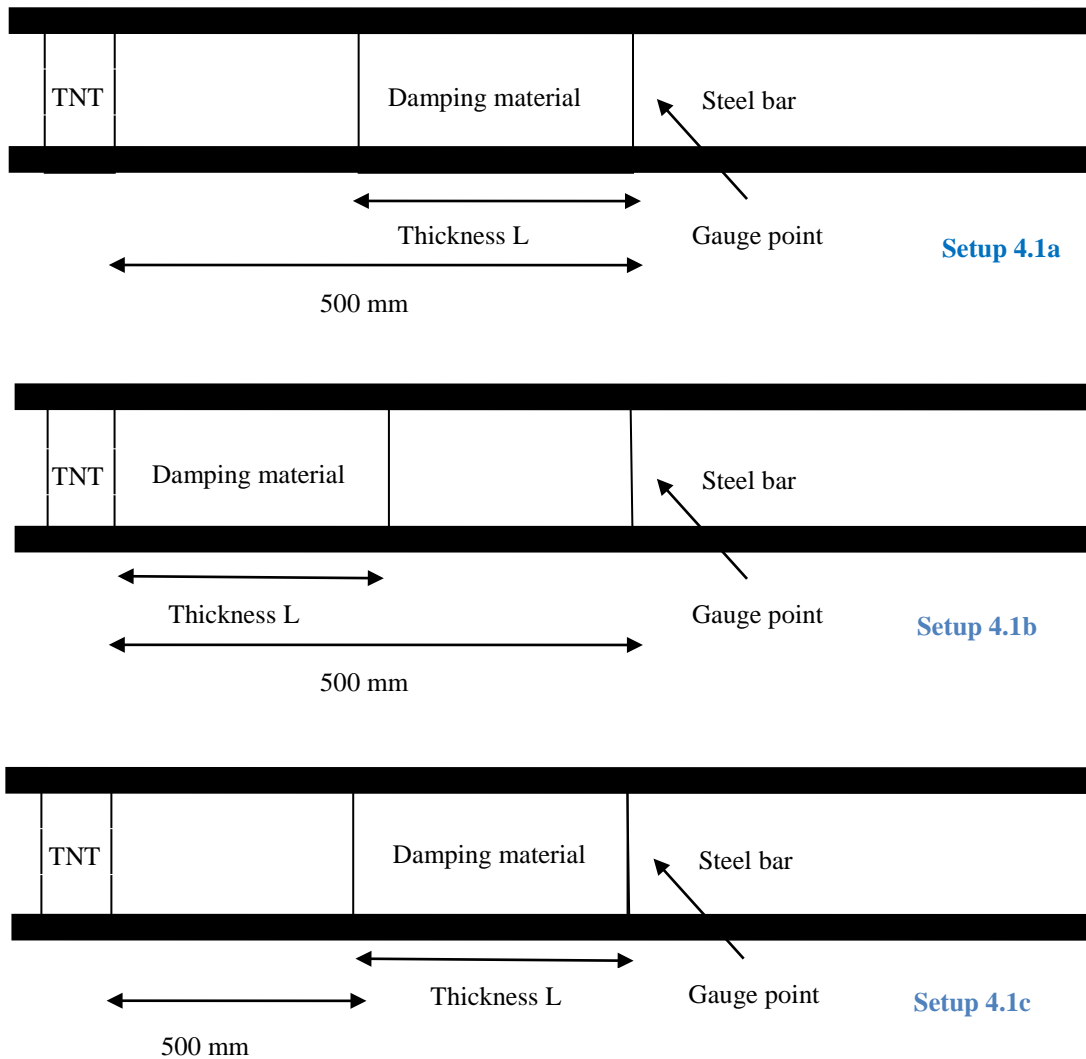 TNT
Damping material
Steel bar
Thickness L
Gauge point
Setup 4.1a
500 mm
TNT
Damping material
Steel bar
Thickness L
Gauge point
Setup 4.1b
500 mm
TNT
Damping material
Steel bar
Thickness L
Gauge point
Setup 4.1c
500 mm